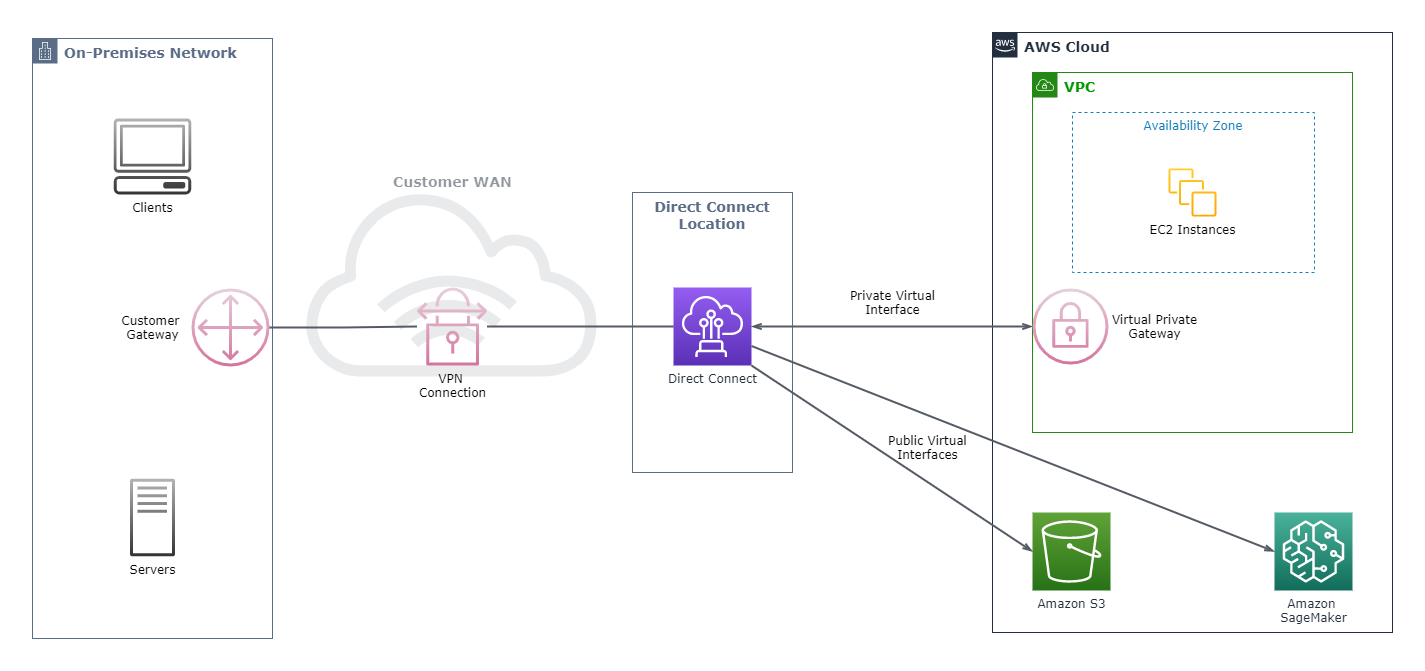 On-Premises Network
Clients
Customer
Gateway
Servers
Customer WAN
VPN
Connection
Direct Connect
Location
Direct Connect
Private Virtual
Interface
Public Virtual
Interfaces
aws
AWS Cloud
VPC
Availability Zone
EC2 Instances
Virtual Private
Gateway
Amazon S3
Amazon
SageMaker